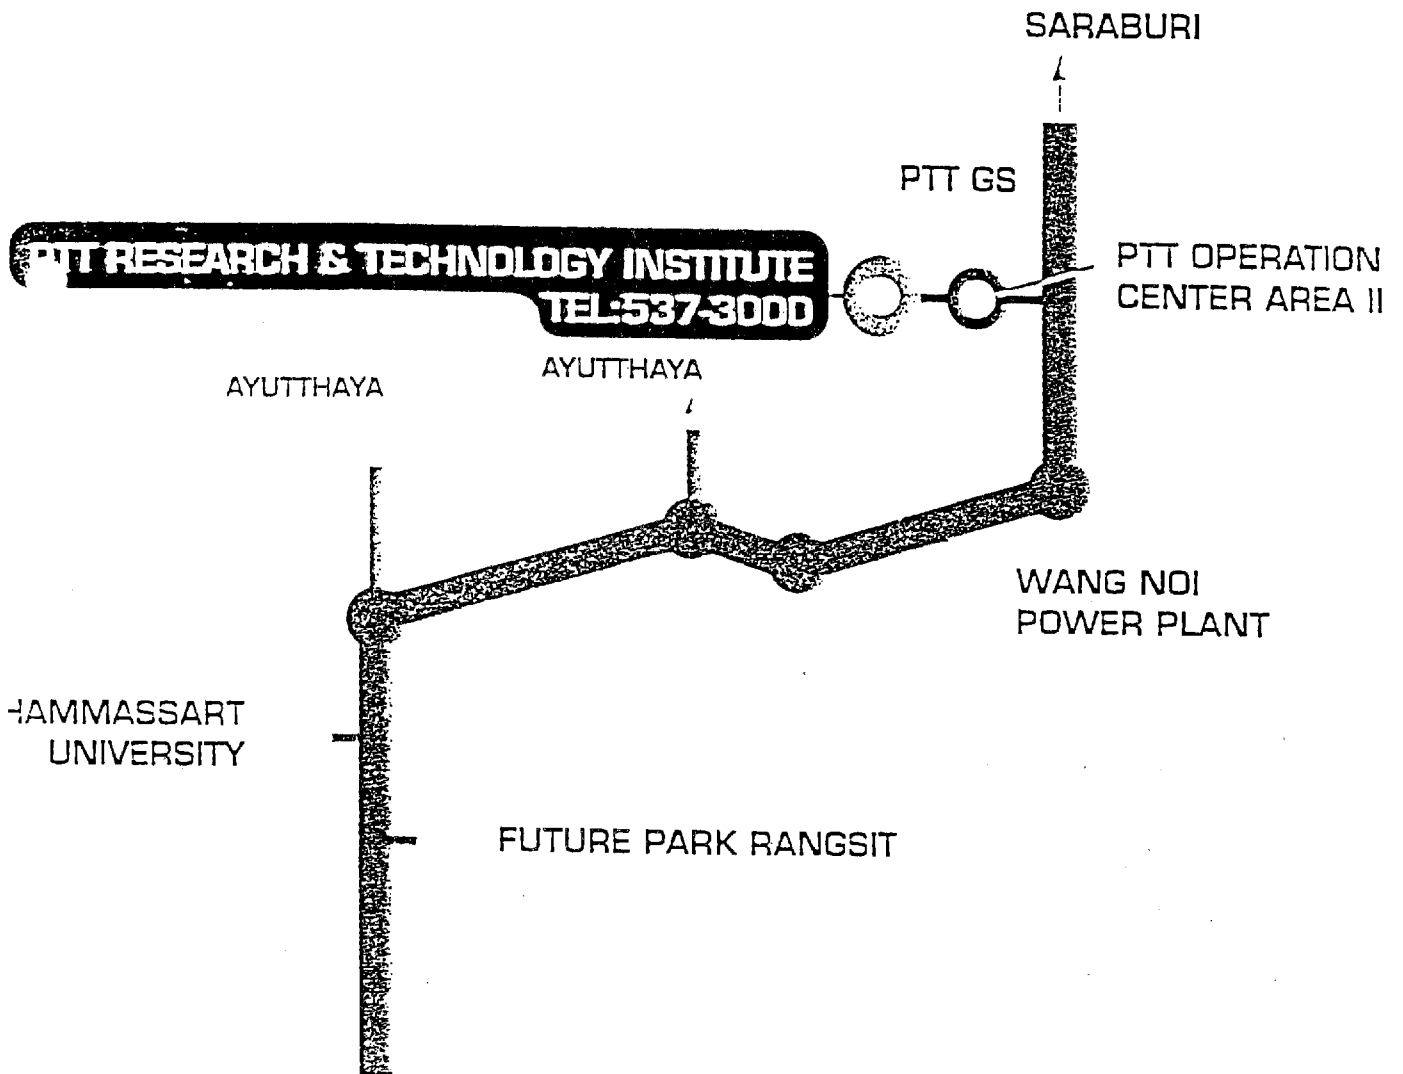 SARABURI
PTT GS
PTT RESEARCH & TECHNOLOGY INSTITUTE
TEL:537-3000
PTT OPERATION
CENTER AREA II
AYUTTHAYA
AYUTTHAYA
WANG NOI
POWER PLANT
HAMMASSART
UNIVERSITY
FUTURE PARK RANGSIT